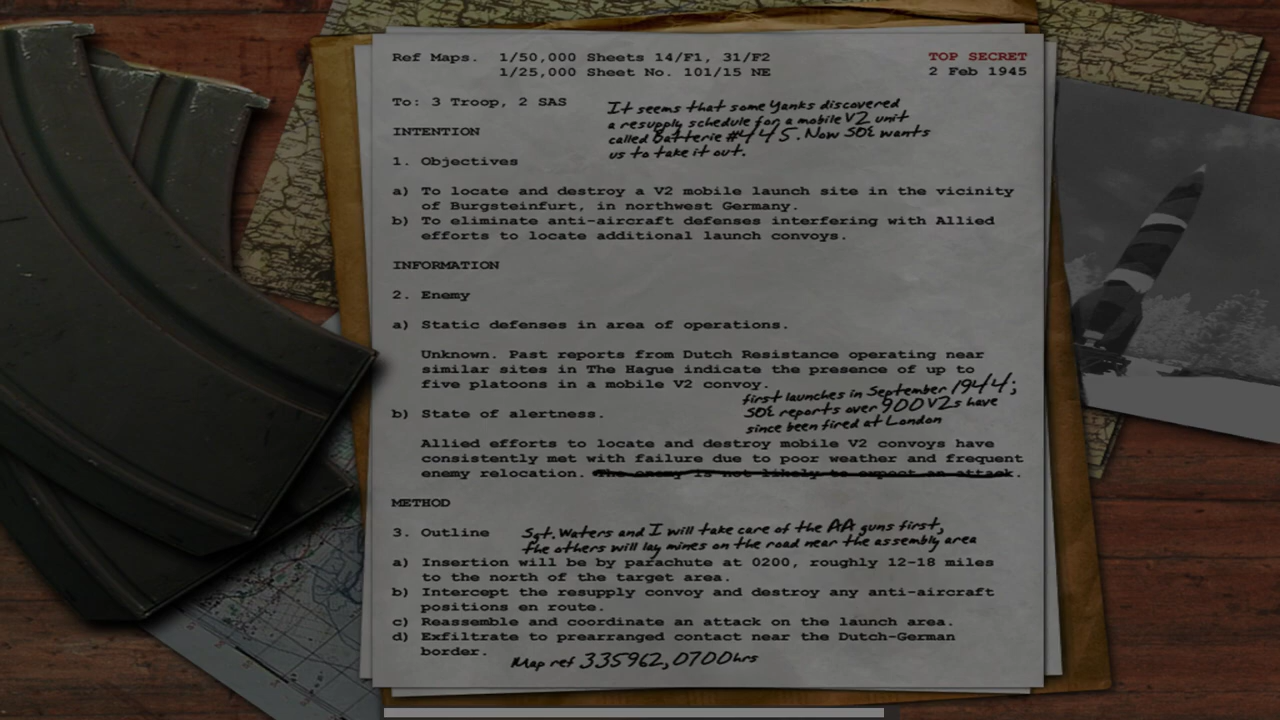 Ref Maps. 1/50,000 Sheets 14/F1, 31/F2
TOP SECRET
1/25,000 Sheet No. 101/15 NE
2 Feb 1945
To: 3 Troop, 2 SAS
It seems that some Yanks discovered
a resupply schedule for a mobile V2 unit
called Batterie #445. Now SOE wants
us to take it out.
INTENTION
1. Objectives
a) To locate and destroy a V2 mobile launch site in the vicinity
of Burgsteinfurt, in northwest Germany.
b) To eliminate anti-aircraft defenses interfering with Allied
efforts to locate additional launch convoys.
INFORMATION
2. Enemy
a) Static defenses in area of operations.
Unknown. Past reports from Dutch Resistance operating near
similar sites in The Hague indicate the presence of up to
five platoons in a mobile V2 convoy.
first launches in September 1944;
SOE reports over 900 V2s have
since been fired at London
b) State of alertness.
Allied efforts to locate and destroy mobile V2 convoys have
consistently met with failure due to poor weather and frequent
enemy relocation. The enemy is not likely to expect an attack.
METHOD
3. Outline
Sgt. Waters and I will take care of the AA guns first,
the others will lay mines on the road near the assembly area
a) Insertion will be by parachute at 0200, roughly 12-18 miles
to the north of the target area.
b) Intercept the resupply convoy and destroy any anti-aircraft
positions en route.
c) Reassemble and coordinate an attack on the launch area.
d) Exfiltrate to prearranged contact near the Dutch-German
border.
Map ref 335962, 0700hrs